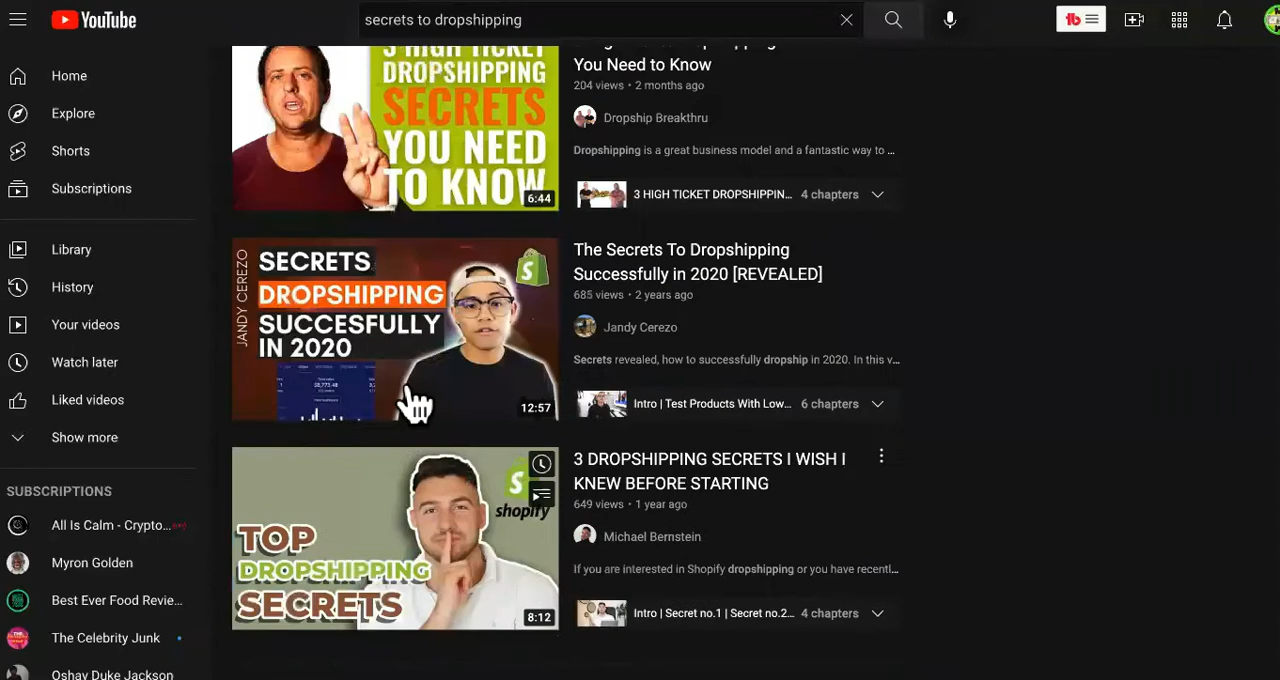 YouTube
secrets to dropshipping
Home
Explore
Shorts
Subscriptions
Library
History
Your videos
Watch later
Liked videos
Show more
SUBSCRIPTIONS
All Is Calm - Crypto...
Myron Golden
Best Ever Food Revie...
The Celebrity Junk
Oshay Duke Jackson
3 HIGH TICKET
DROPSHIPPING
SECRETS
YOU NEED
TO KNOW
6:44
You Need to Know
204 views • 2 months ago
Dropship Breakthru
Dropshipping is a great business model and a fantastic way to ...
3 HIGH TICKET DROPSHIPPIN...
4 chapters
JANDY CEREZO
SECRETS
DROPSHIPPING
SUCCESFULLY
IN 2020
12:57
The Secrets To Dropshipping
Successfully in 2020 [REVEALED]
685 views • 2 years ago
Jandy Cerezo
Secrets revealed, how to successfully dropship in 2020. In this v...
Intro | Test Products With Low...
6 chapters
shopify
TOP
DROPSHIPPING
SECRETS
8:12
3 DROPSHIPPING SECRETS I WISH I
KNEW BEFORE STARTING
649 views • 1 year ago
Michael Bernstein
If you are interested in Shopify dropshipping or you have recentl...
Intro | Secret no.1 | Secret no.2...
4 chapters